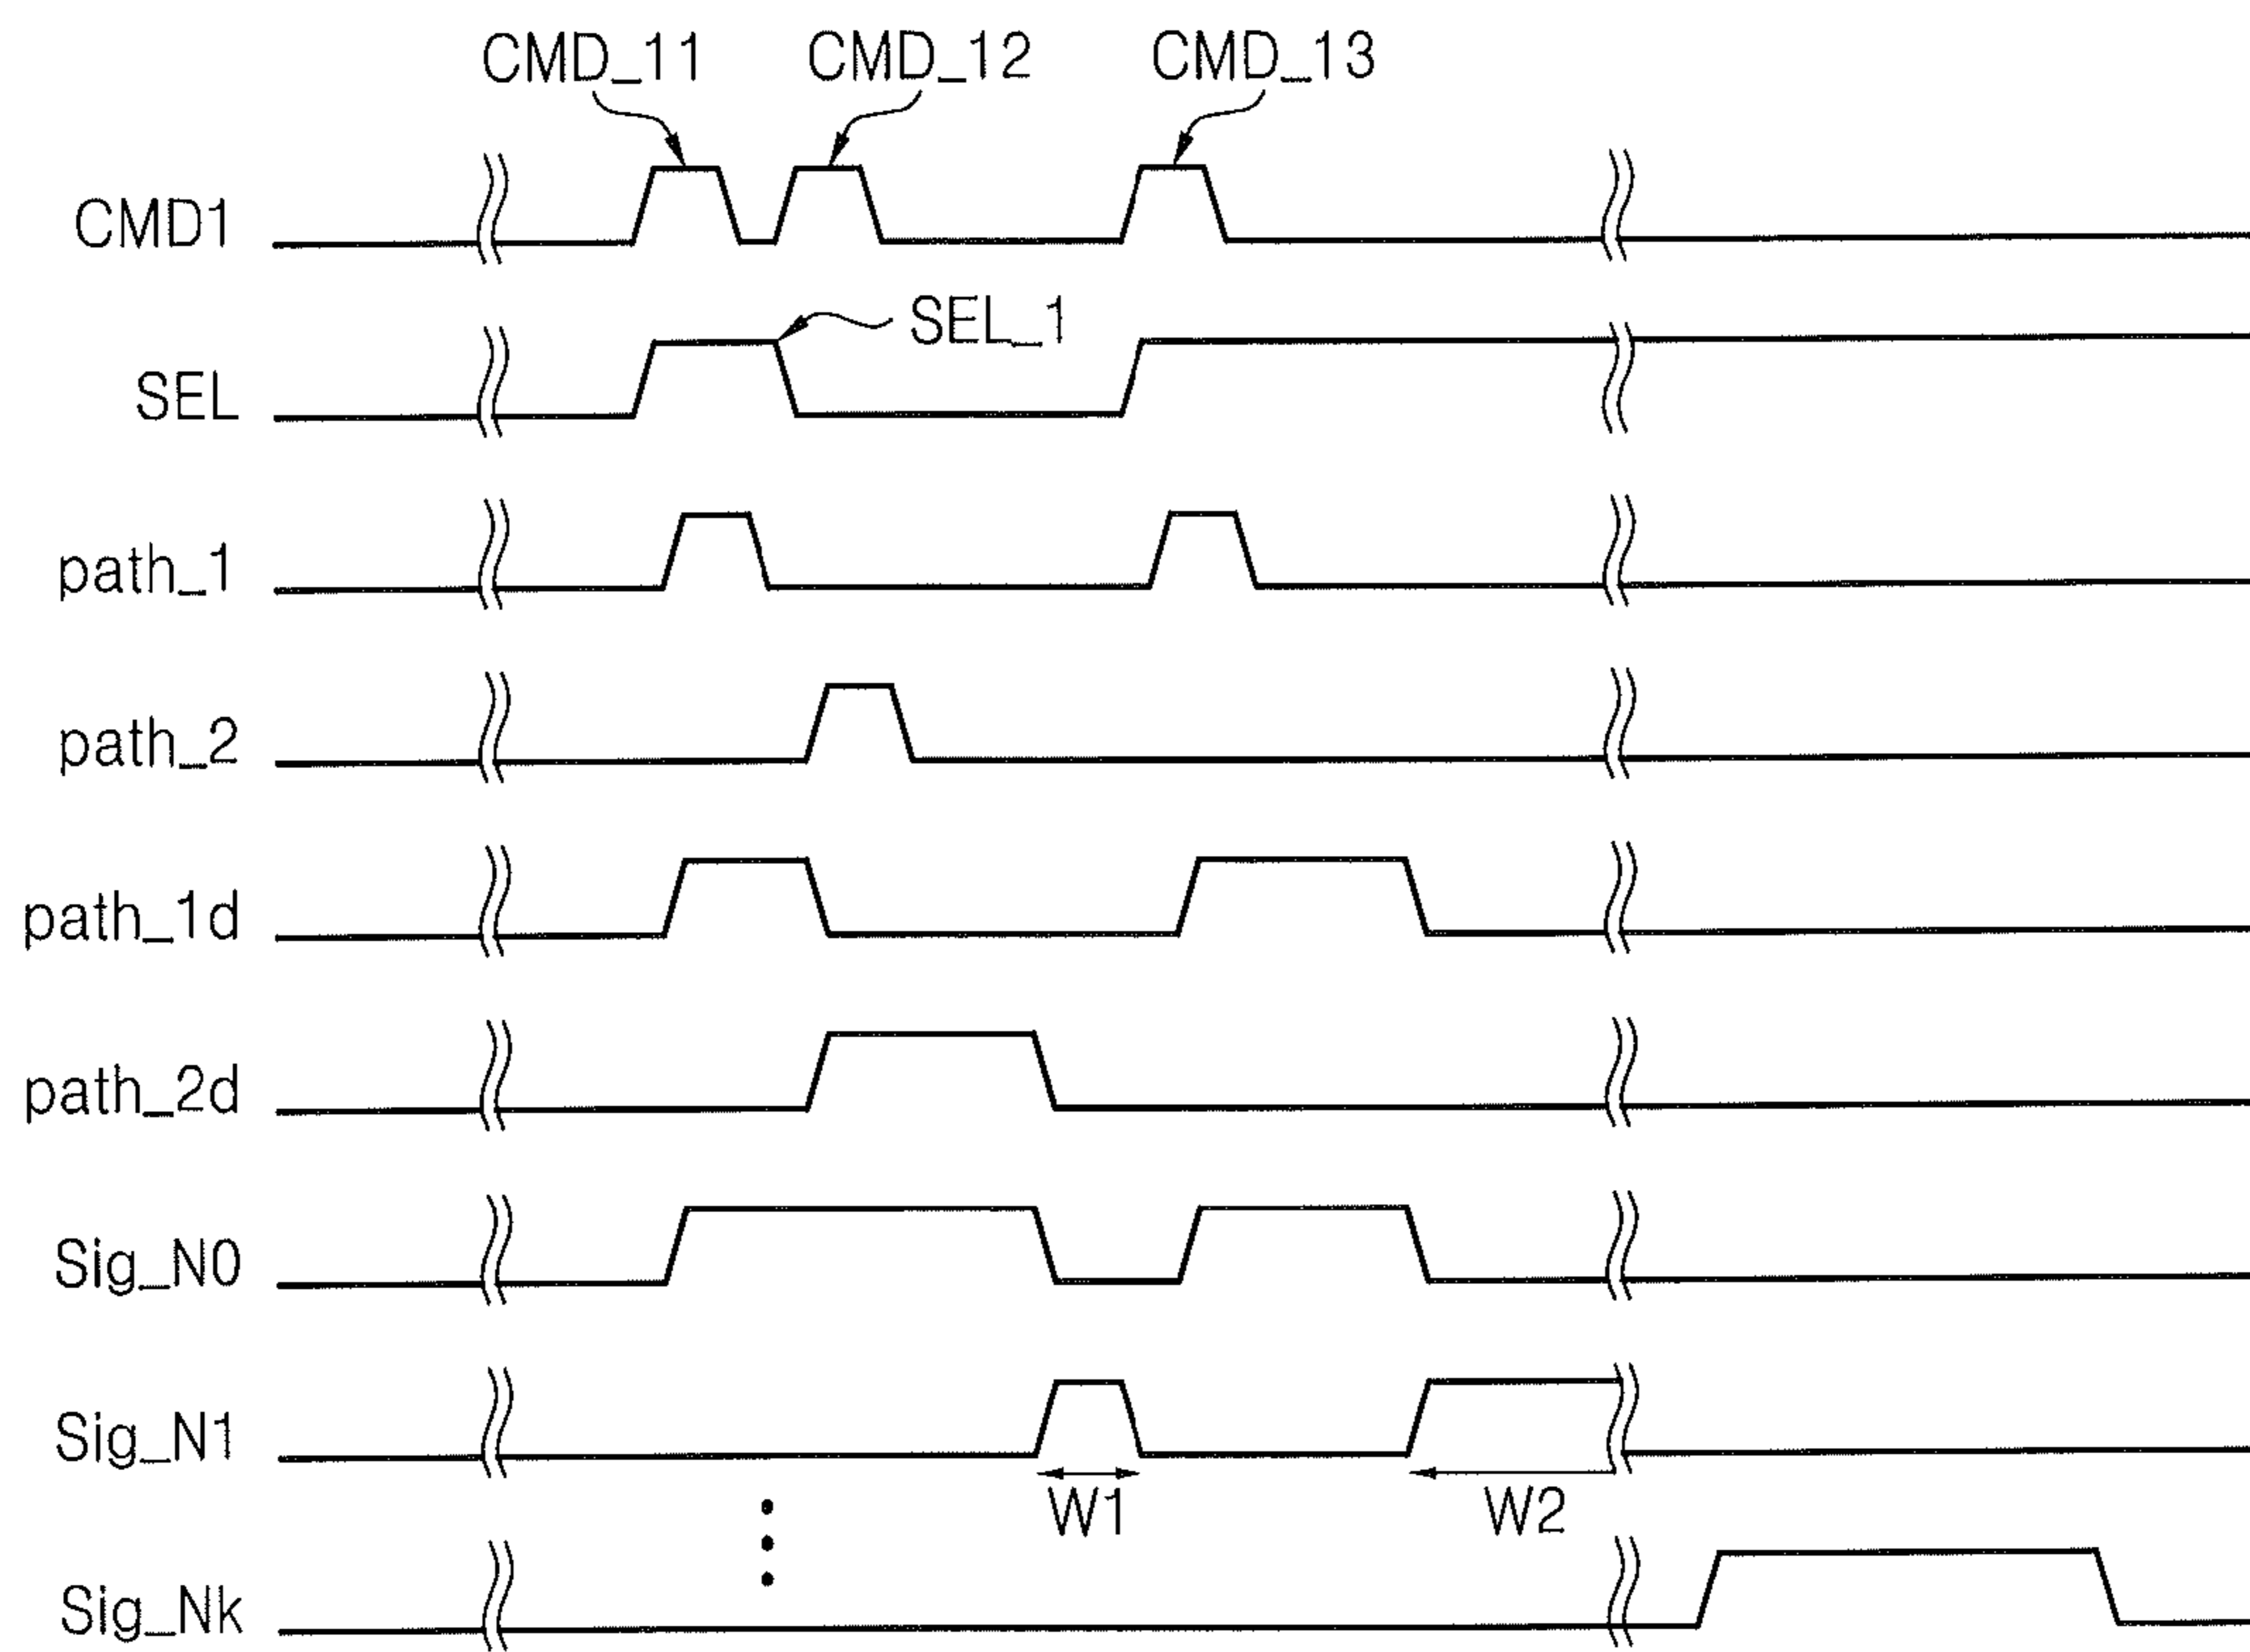 CMD_11 CMD_12 CMD_13
CMD1
SEL_1
SEL
path_1
path_2
path_1d
path_2d
Sig_N0
Sig_N1
W1 W2
Sig_Nk